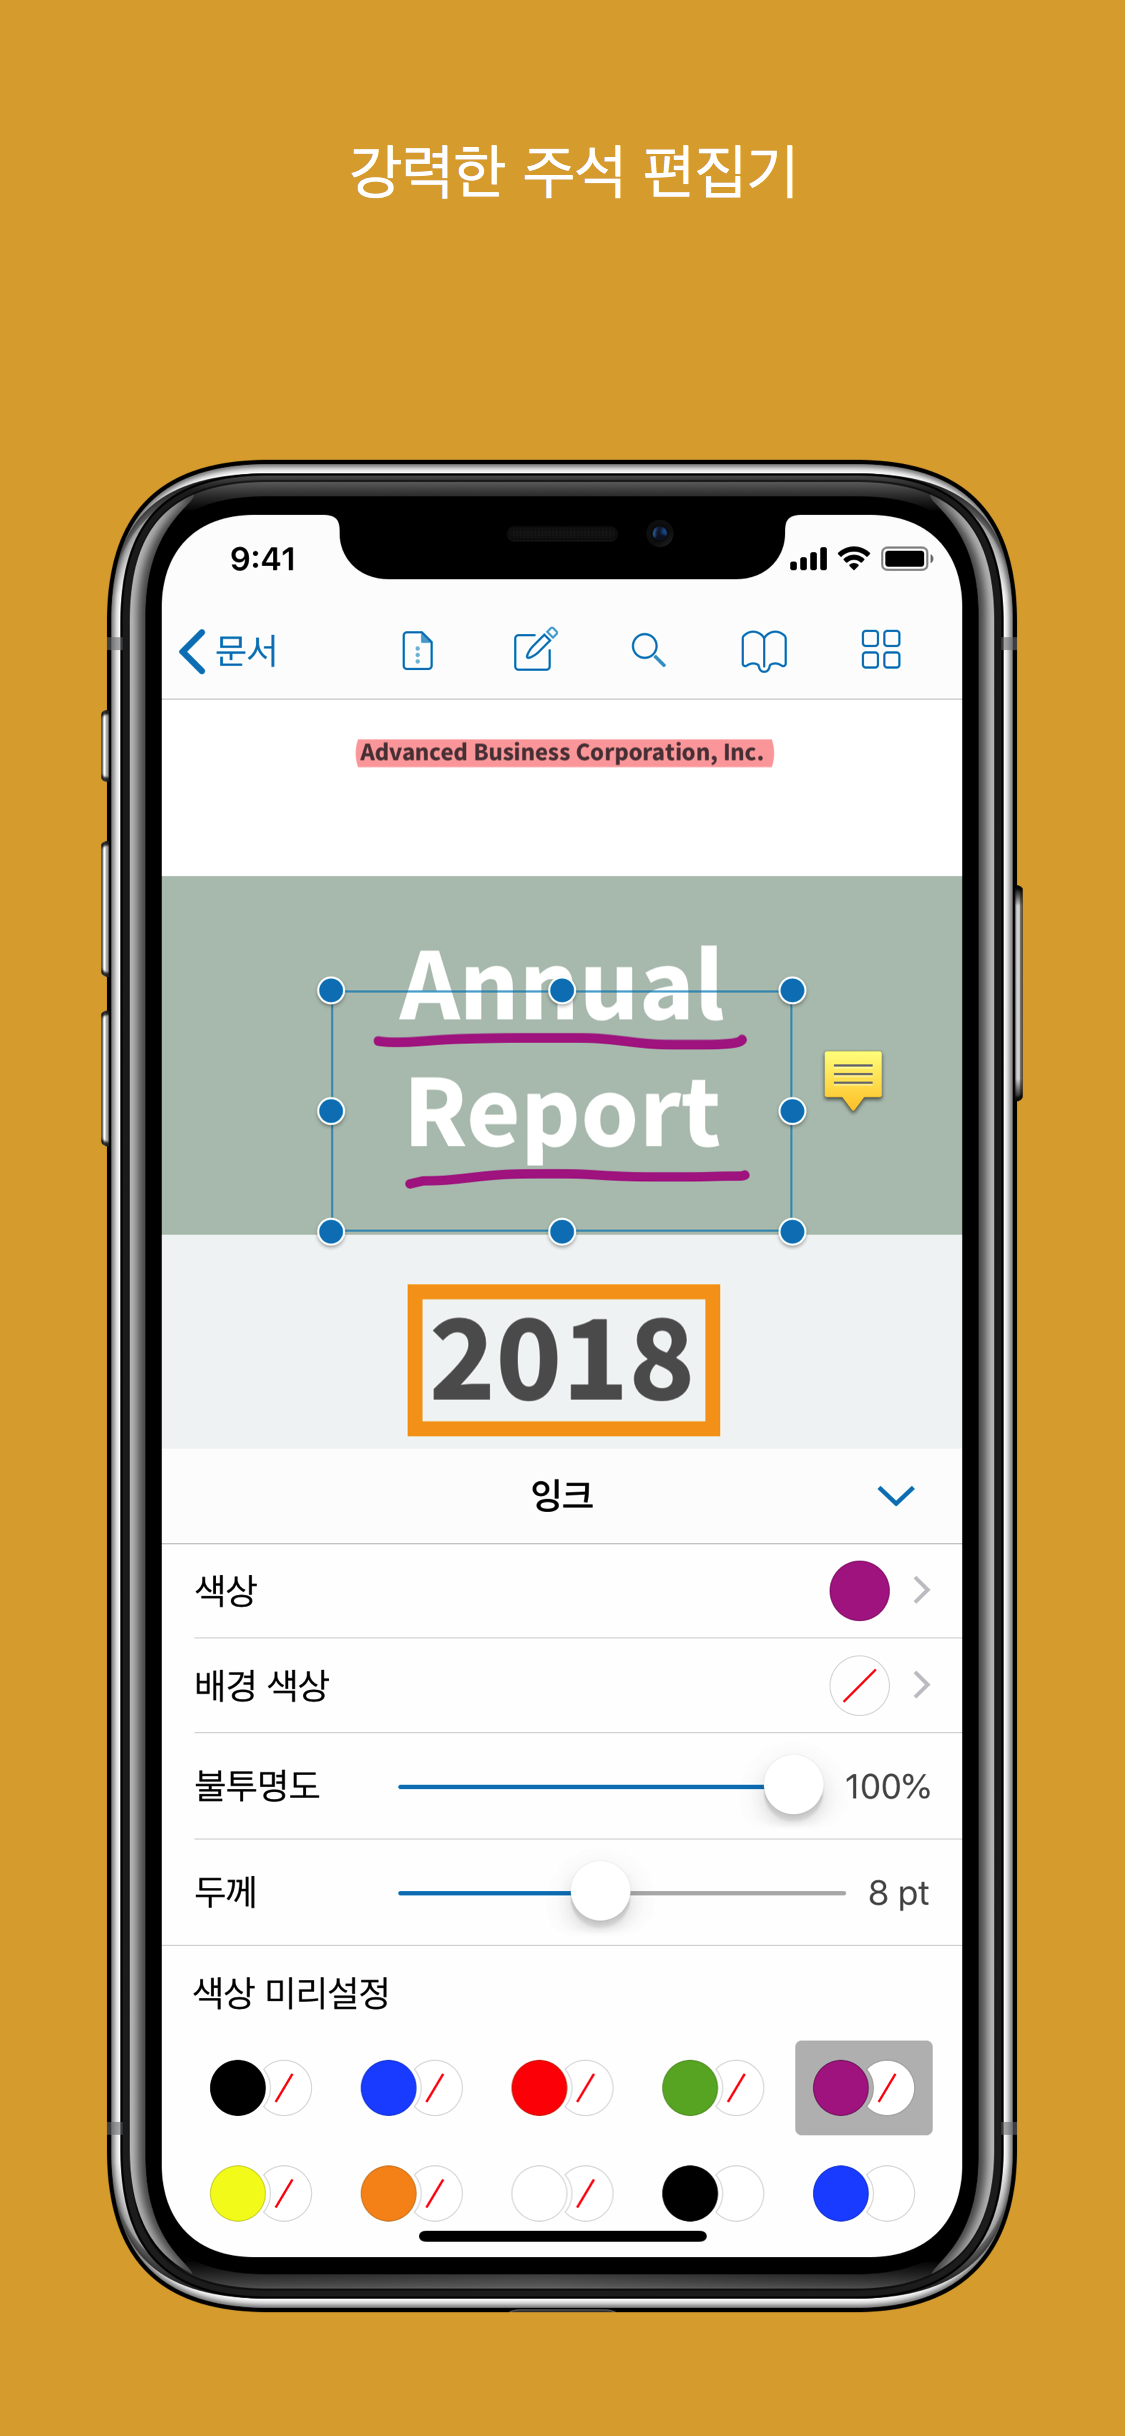 강력한 주석 편집기
9:41
문서
Advanced Business Corporation, Inc.
Annual
Report
2018
잉크
색상
배경 색상
불투명도 100%
두께 8 pt
색상 미리설정